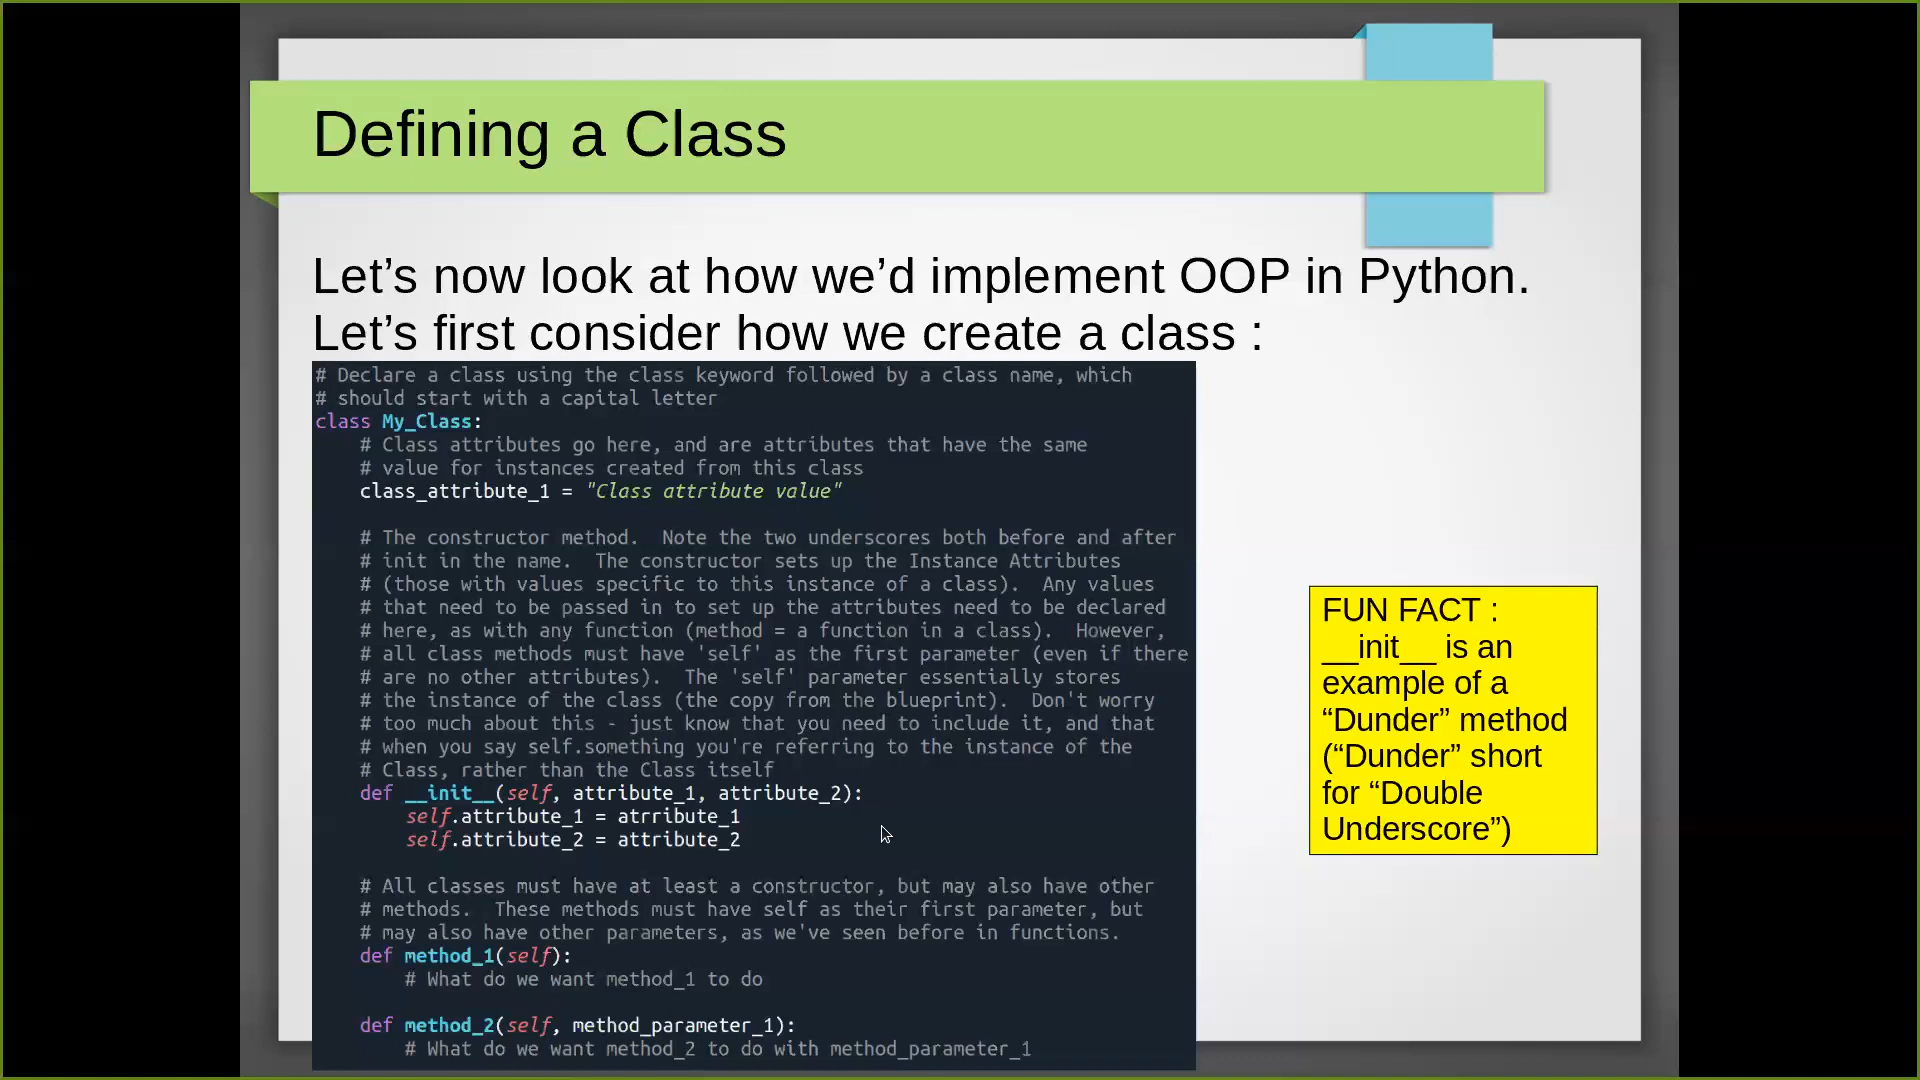 Defining a Class
Let’s now look at how we’d implement OOP in Python.
Let’s first consider how we create a class :
# Declare a class using the class keyword followed by a class name, which
# should start with a capital letter
class My_Class:
    # Class attributes go here, and are attributes that have the same
    # value for instances created from this class
    class_attribute_1 = "Class attribute value"

    # The constructor method.  Note the two underscores both before and after
    # init in the name.  The constructor sets up the Instance Attributes
    # (those with values specific to this instance of a class).  Any values
    # that need to be passed in to set up the attributes need to be declared
    # here, as with any function (method = a function in a class).  However,
    # all class methods must have 'self' as the first parameter (even if there
    # are no other attributes).  The 'self' parameter essentially stores
    # the instance of the class (the copy from the blueprint).  Don't worry
    # too much about this - just know that you need to include it, and that
    # when you say self.something you're referring to the instance of the
    # Class, rather than the Class itself
    def __init__(self, attribute_1, attribute_2):
        self.attribute_1 = atrribute_1
        self.attribute_2 = attribute_2

    # All classes must have at least a constructor, but may also have other
    # methods.  These methods must have self as their first parameter, but
    # may also have other parameters, as we've seen before in functions.
    def method_1(self):
        # What do we want method_1 to do

    def method_2(self, method_parameter_1):
        # What do we want method_2 to do with method_parameter_1
FUN FACT :
__init__ is an
example of a
“Dunder” method
(“Dunder” short
for “Double
Underscore”)